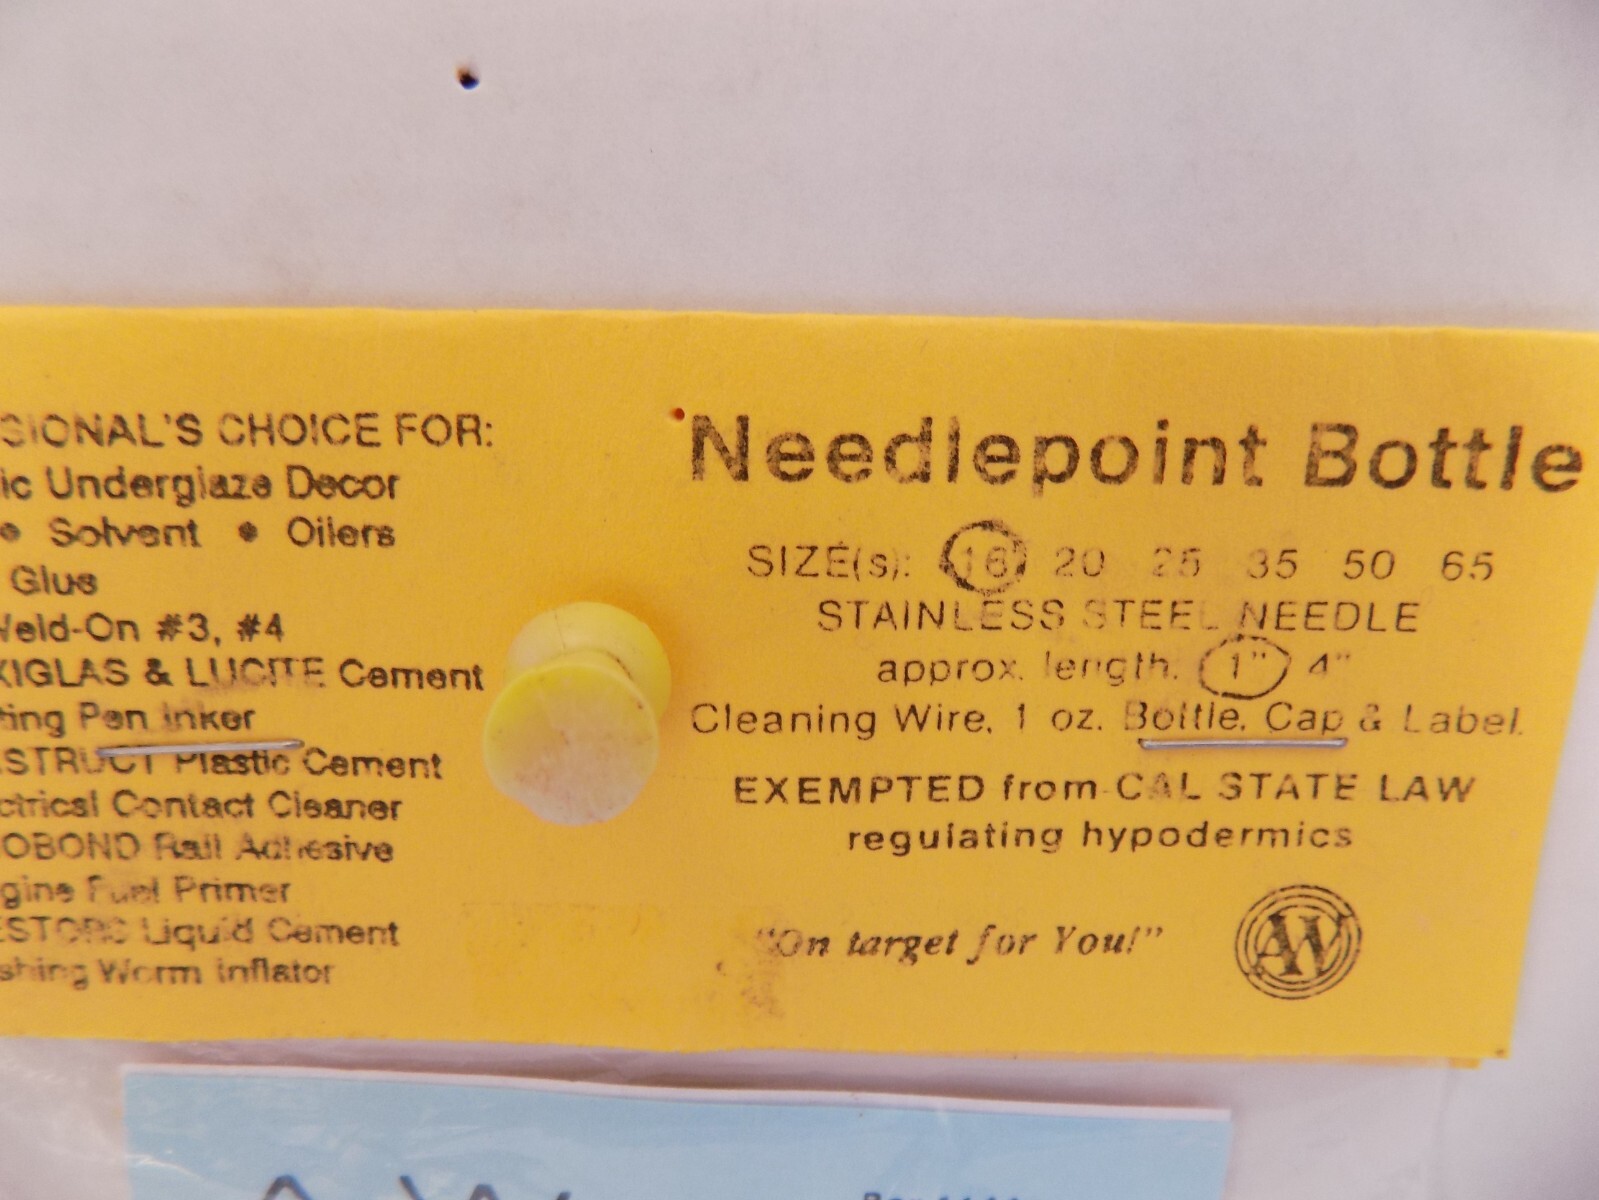 SIONAL'S CHOICE FOR:
ic Underglaze Decor
• Solvent • Oilers
Glue
Weld-On #3, #4
XIGLAS & LUCITE Cement
ting Pen Inker
STRUCT Plastic Cement
ctrical Contact Cleaner
OBOND Rail Adhesive
gine Fuel Primer
ESTORS Liquid Cement
shing Worm Inflator
Needlepoint Bottle
SIZE(s): 16 20 25 35 50 65
STAINLESS STEEL NEEDLE
approx. length: 1" 4"
Cleaning Wire, 1 oz. Bottle, Cap & Label.
EXEMPTED from CAL STATE LAW
regulating hypodermics
"On target for You!"
AW